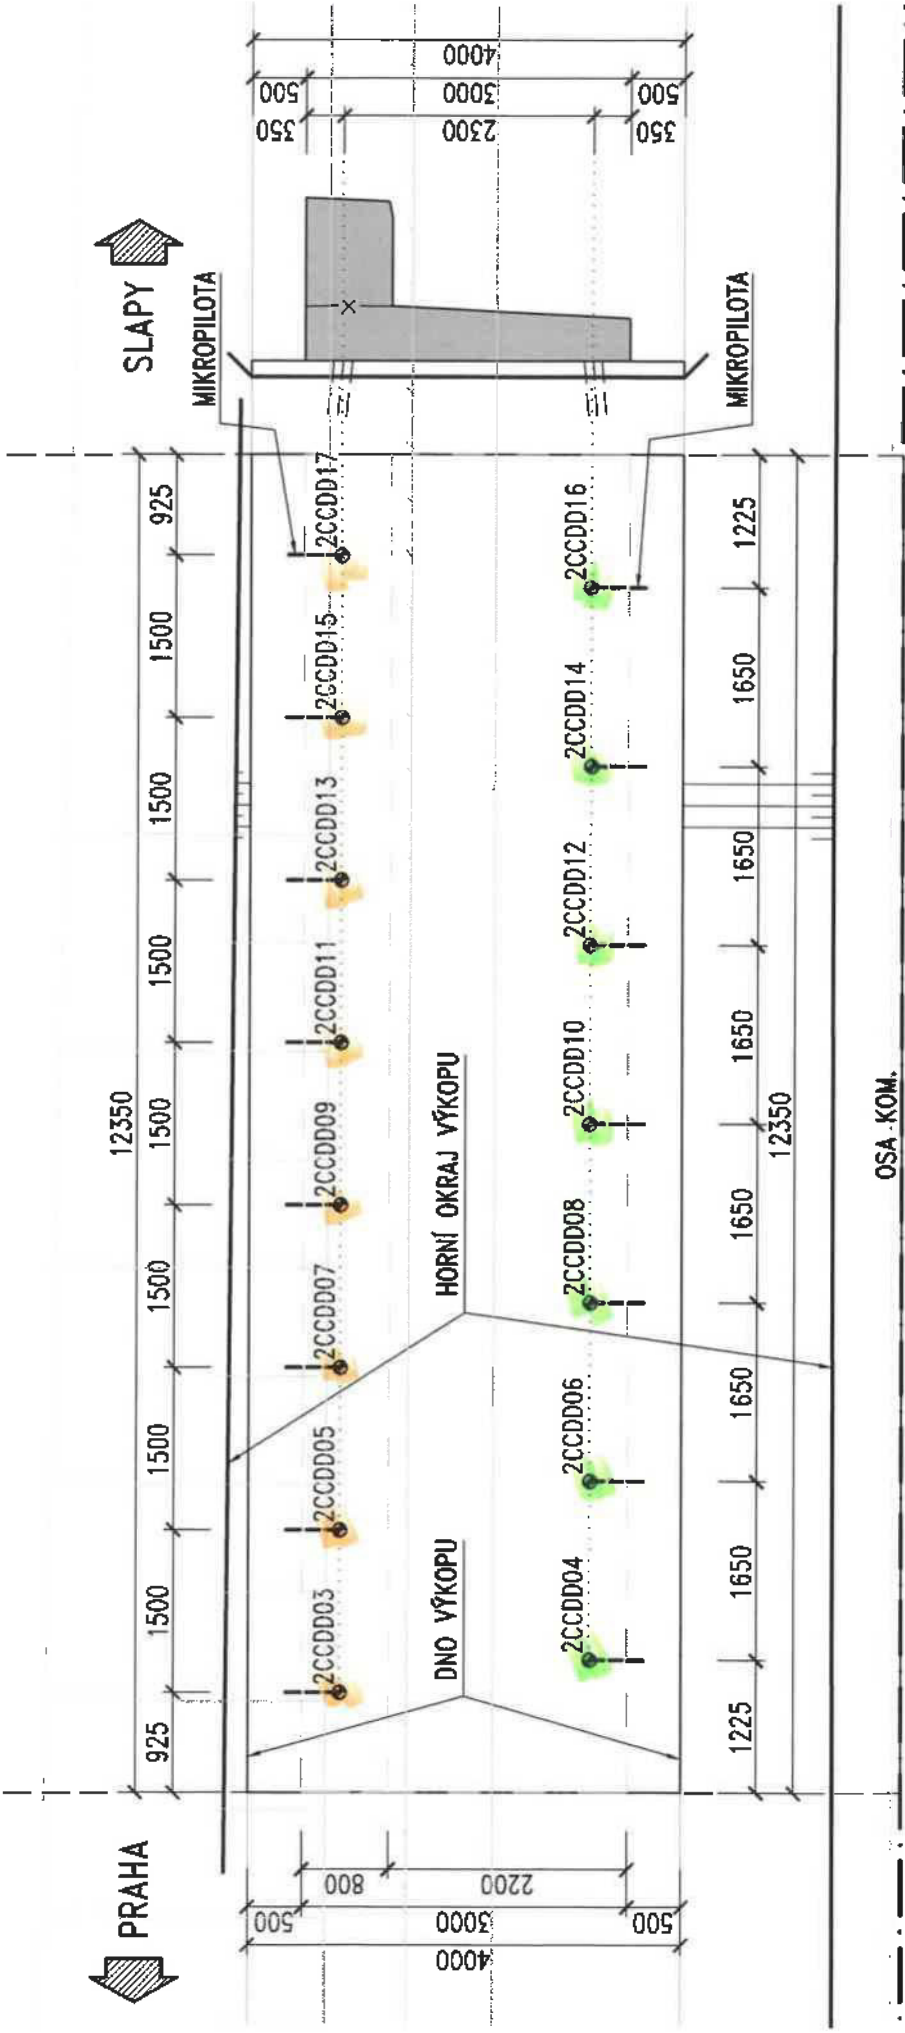 PRAHA
SLAPY
12350
925 1500 1500 1500 1500 1500 1500 1500 925
MIKROPILOTA
2CCDD03 2CCDD05 2CCDD07 2CCDD09 2CCDD11 2CCDD13 2CCDD15 2CCDD17
DNO VÝKOPU
HORNÍ OKRAJ VÝKOPU
2CCDD04 2CCDD06 2CCDD08 2CCDD10 2CCDD12 2CCDD14 2CCDD16
MIKROPILOTA
1225 1650 1650 1650 1650 1650 1650 1225
12350
OSA KOM.
800 2200
500 3000 500
4000
350 2300 350
500 3000 500
4000